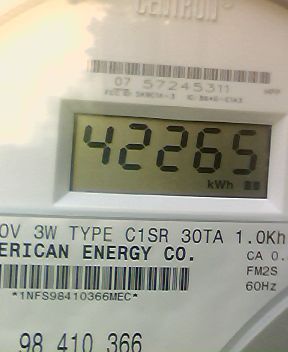 CENTRON®
07 57245311
42265
kWh
0V 3W TYPE C1SR 30TA 1.0Kh
ERICAN ENERGY CO.
CA 0.
FM2S
60Hz
*1NFS98410366MEC*
98 410 366